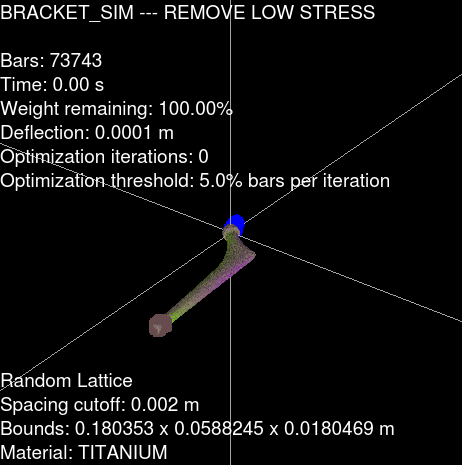 BRACKET_SIM --- REMOVE LOW STRESS
Bars: 73743
Time: 0.00 s
Weight remaining: 100.00%
Deflection: 0.0001 m
Optimization iterations: 0
Optimization threshold: 5.0% bars per iteration
Random Lattice
Spacing cutoff: 0.002 m
Bounds: 0.180353 x 0.0588245 x 0.0180469 m
Material: TITANIUM